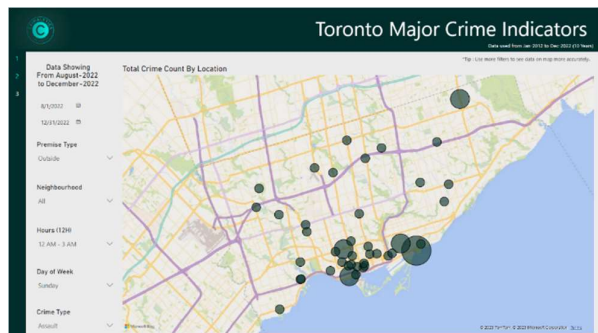 Toronto Major Crime Indicators
Data used from Jan-2012 to Dec-2022 (10 Years)
*Tip : Use more filters to see data on map more accurately.
1
2
3
Data Showing
From August-2022
to December-2022
8/1/2022
12/31/2022
Premise Type
Outside
Neighbourhood
All
Hours (12H)
12 AM - 3 AM
Day of Week
Sunday
Crime Type
Assault
Total Crime Count By Location
© 2023 TomTom, © 2023 Microsoft Corporation